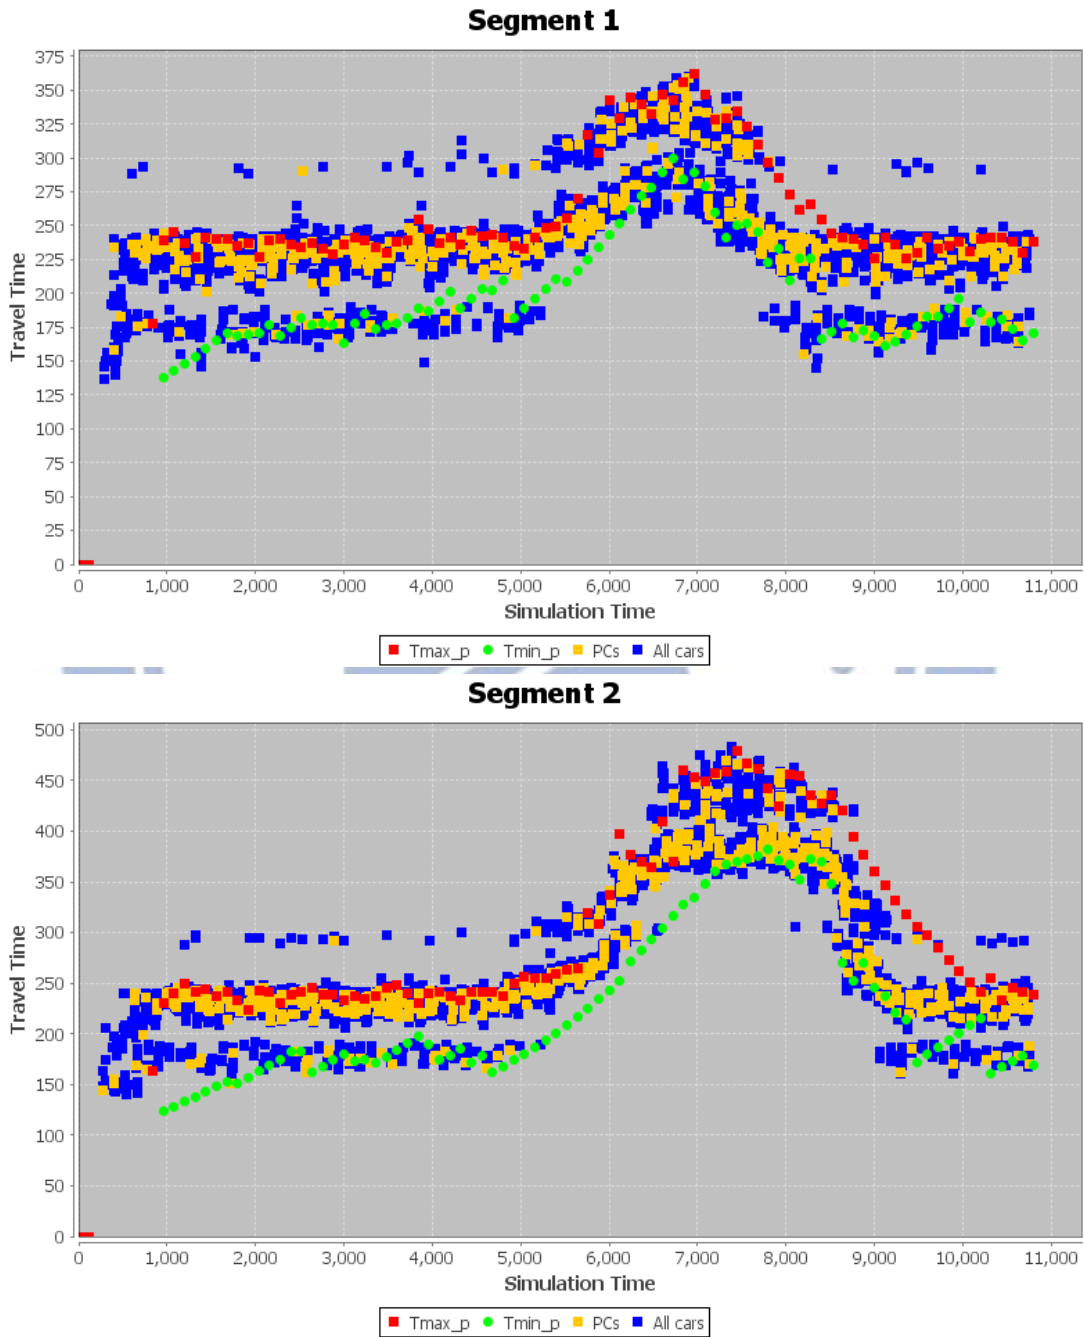 Segment 1
375
350
325
300
275
250
225
200
175
150
125
100
75
50
25
0
Travel Time
0 1,000 2,000 3,000 4,000 5,000 6,000 7,000 8,000 9,000 10,000 11,000
Simulation Time
Tmax_p Tmin_p PCs All cars
Segment 2
500
450
400
350
300
250
200
150
100
50
0
Travel Time
0 1,000 2,000 3,000 4,000 5,000 6,000 7,000 8,000 9,000 10,000 11,000
Simulation Time
Tmax_p Tmin_p PCs All cars